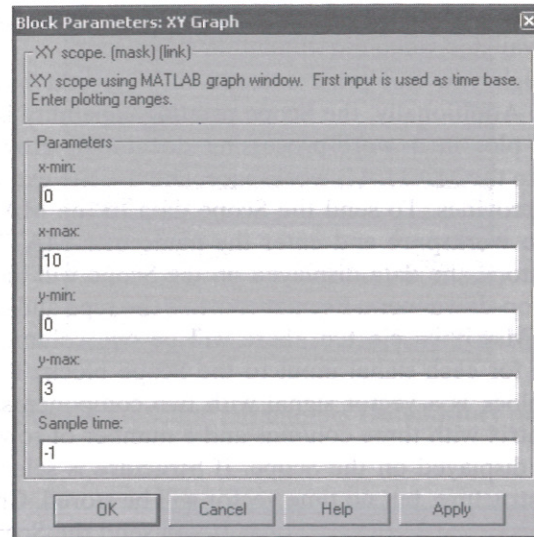 Block Parameters: XY Graph
XY scope. (mask) (link)
XY scope using MATLAB graph window. First input is used as time base.
Enter plotting ranges.
Parameters
x-min:
0
x-max:
10
y-min:
0
y-max:
3
Sample time:
-1
OK Cancel Help Apply